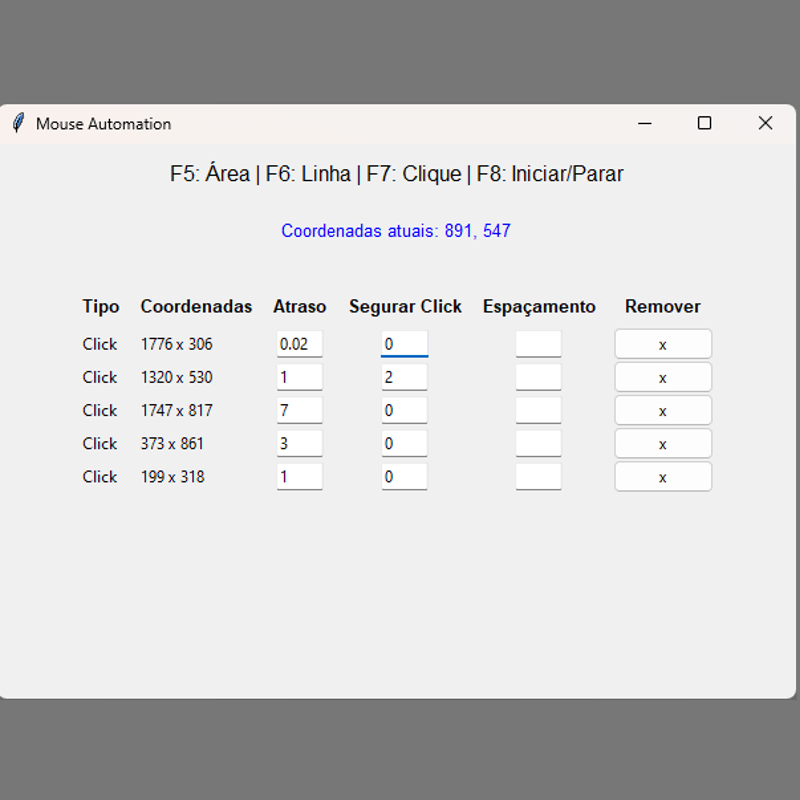 Mouse Automation
F5: Área | F6: Linha | F7: Clique | F8: Iniciar/Parar
Coordenadas atuais: 891, 547
Tipo Coordenadas Atraso Segurar Click Espaçamento Remover
Click 1776 x 306 0.02 0 x
Click 1320 x 530 1 2 x
Click 1747 x 817 7 0 x
Click 373 x 861 3 0 x
Click 199 x 318 1 0 x